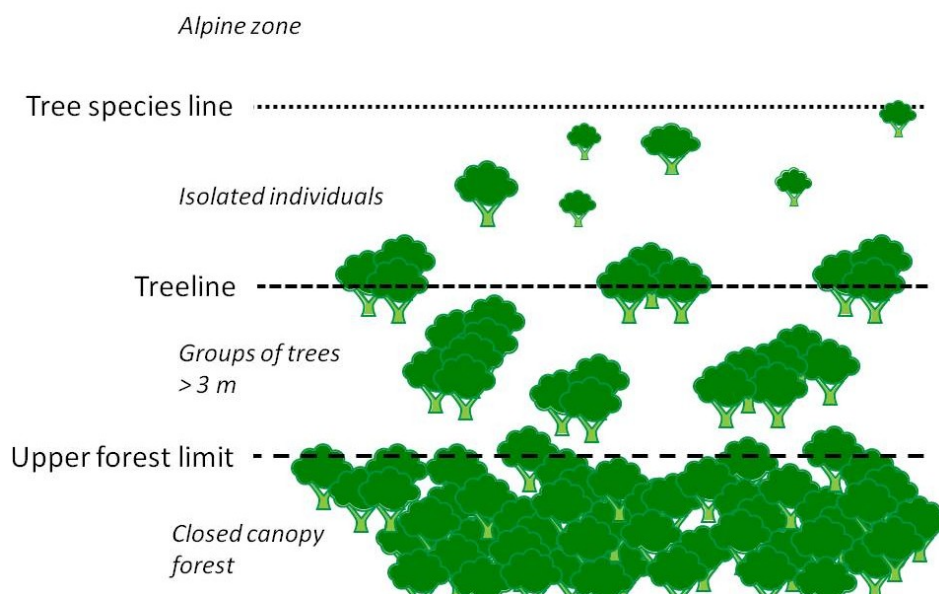 Alpine zone
Tree species line
Isolated individuals
Treeline
Groups of trees
> 3 m
Upper forest limit
Closed canopy
forest